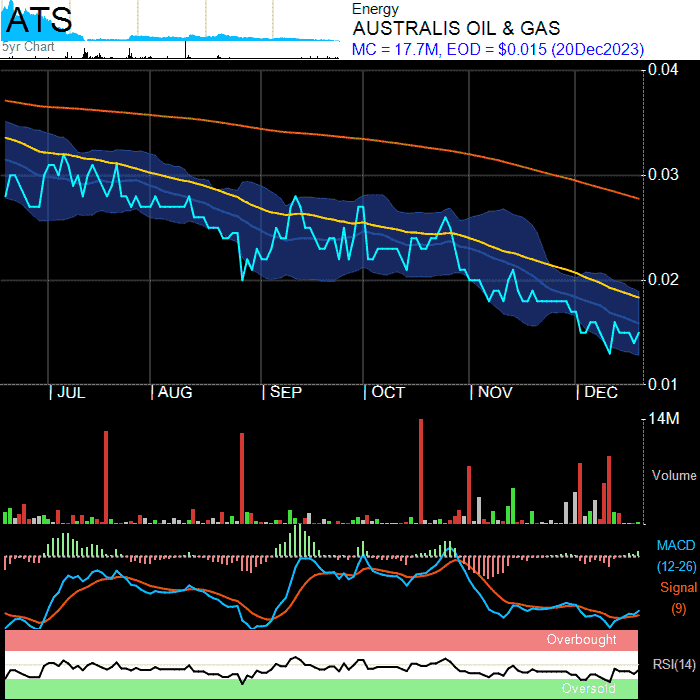 ATS
5yr Chart
Energy
AUSTRALIS OIL & GAS
MC = 17.7M, EOD = $0.015 (20Dec2023)
0.04
0.03
0.02
0.01
JUL
AUG
SEP
OCT
NOV
DEC
14M
Volume
MACD
(12-26)
Signal
(9)
Overbought
RSI(14)
Oversold